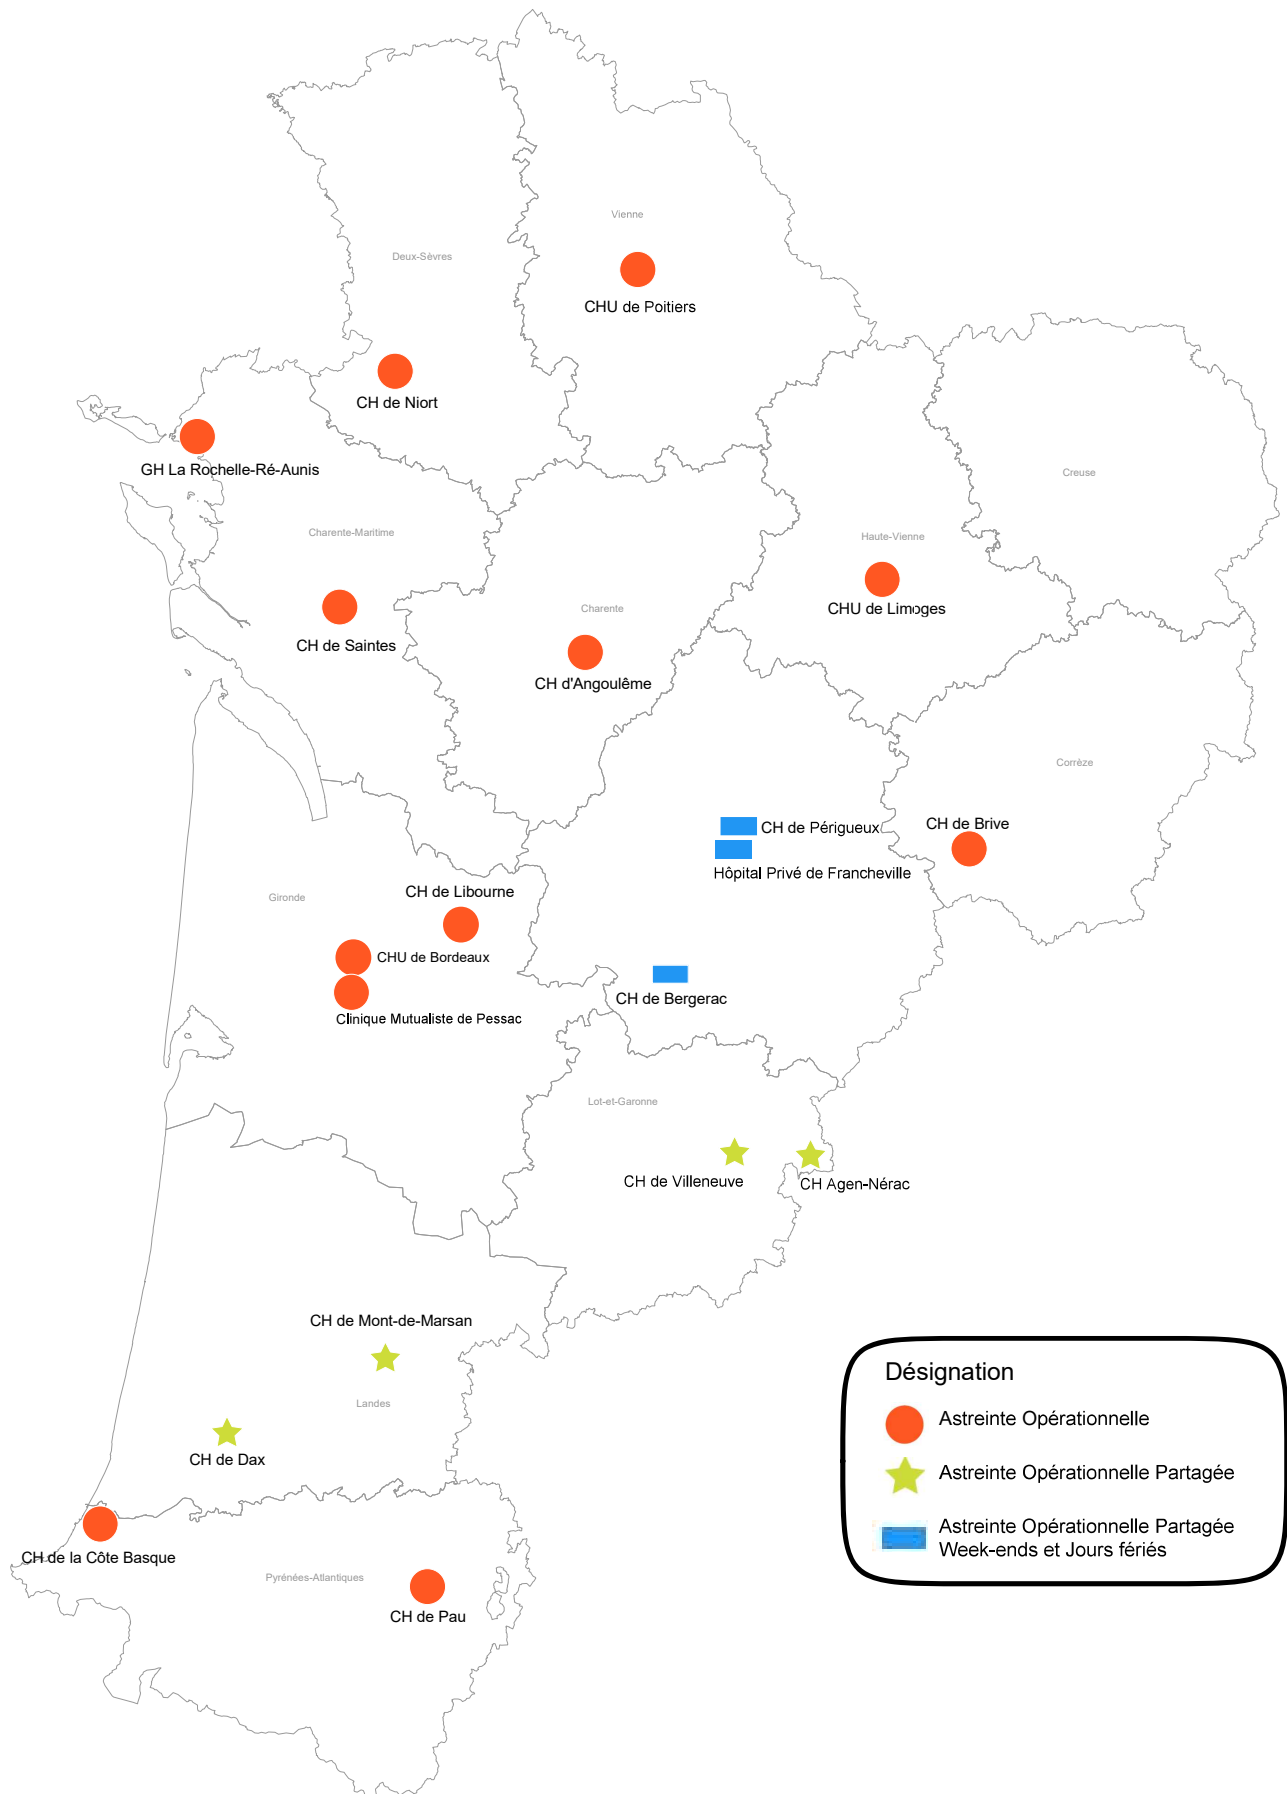 Vienne
Deux-Sèvres
CHU de Poitiers
CH de Niort
GH La Rochelle-Ré-Aunis
Creuse
Charente-Maritime
Haute-Vienne
Charente
CHU de Limoges
CH de Saintes
CH d'Angoulême
Corrèze
CH de Périgueux
CH de Brive
Hôpital Privé de Francheville
CH de Libourne
Gironde
CHU de Bordeaux
CH de Bergerac
Clinique Mutualiste de Pessac
Lot-et-Garonne
CH de Villeneuve
CH Agen-Nérac
CH de Mont-de-Marsan
Landes
CH de Dax
CH de la Côte Basque
Pyrénées-Atlantiques
CH de Pau
Désignation
Astreinte Opérationnelle
Astreinte Opérationnelle Partagée
Astreinte Opérationnelle Partagée
Week-ends et Jours fériés